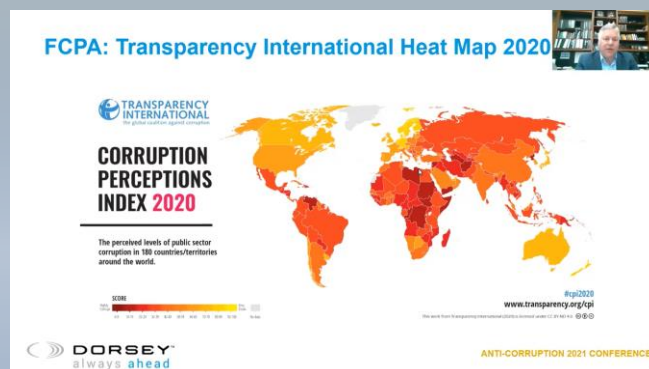 FCPA: Transparency International Heat Map 2020
TRANSPARENCY
INTERNATIONAL
the global coalition against corruption
CORRUPTION
PERCEPTIONS
INDEX 2020
The perceived levels of public sector
corruption in 180 countries/territories
around the world.
SCORE
#cpi2020
www.transparency.org/cpi
DORSEY™
always ahead
ANTI-CORRUPTION 2021 CONFERENCE